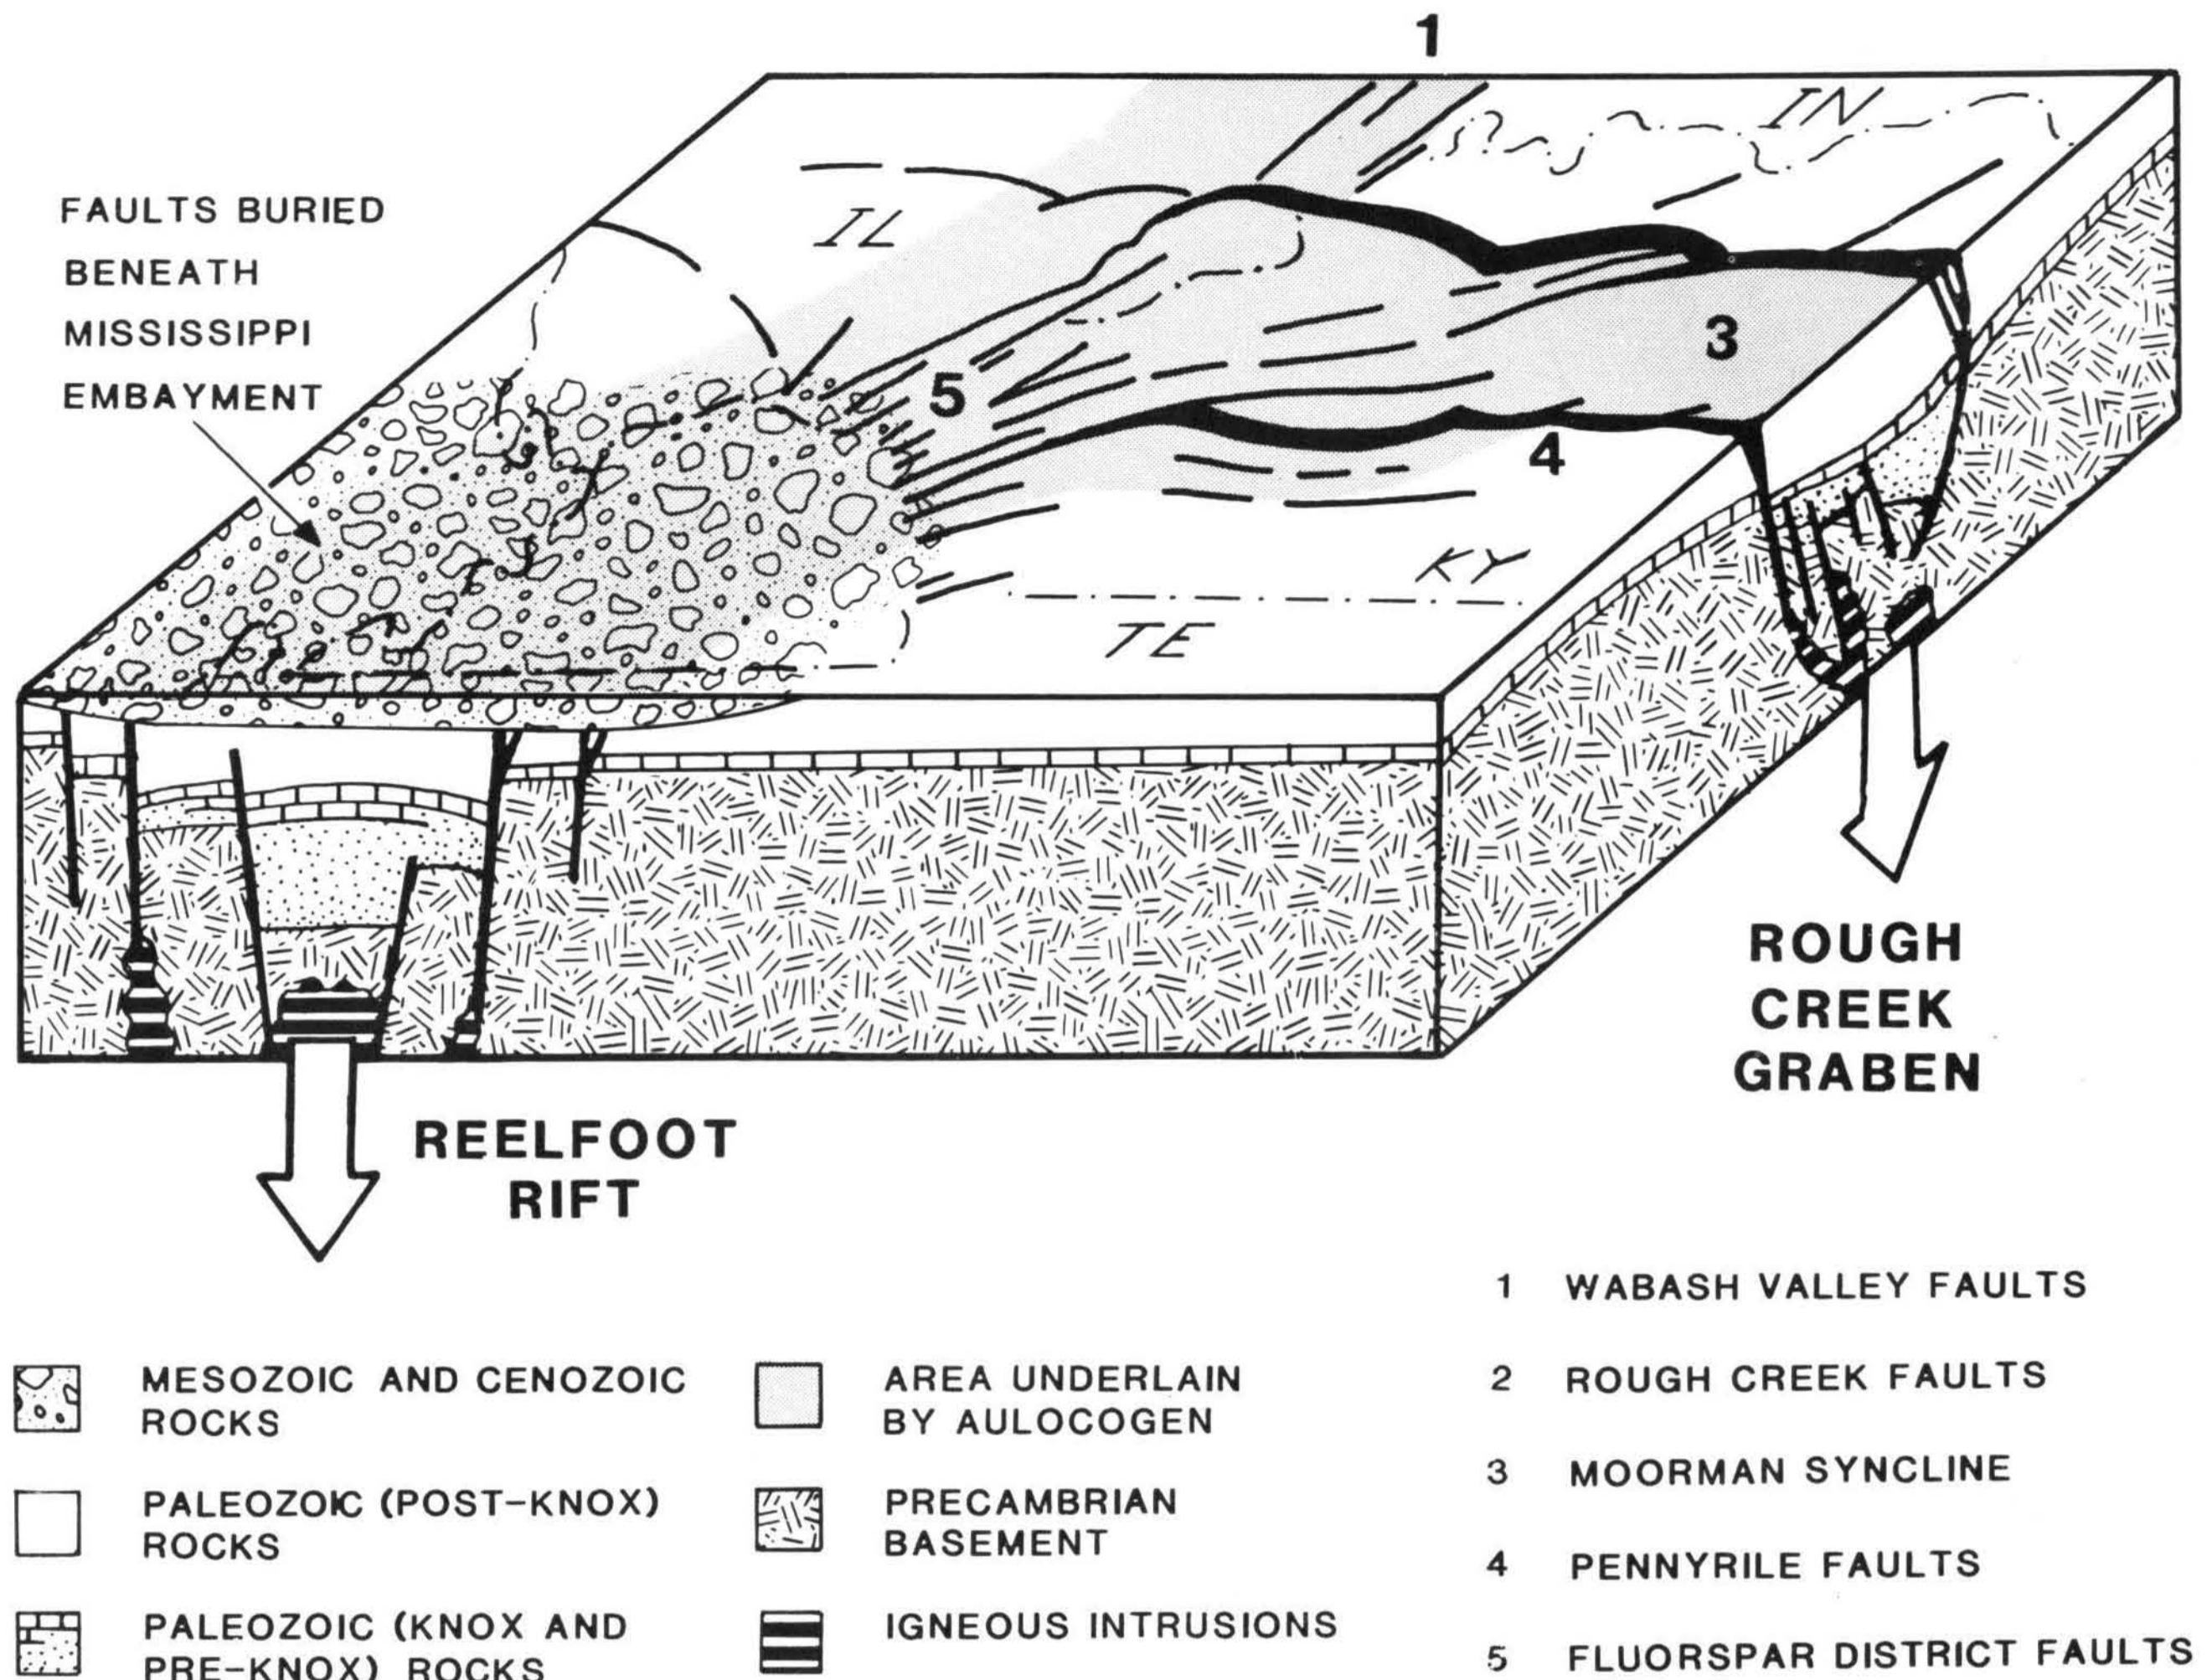 1
IN
FAULTS BURIED
BENEATH
MISSISSIPPI
EMBAYMENT
IL
3
5
4
KY
TE
ROUGH
CREEK
GRABEN
REELFOOT
RIFT
1 WABASH VALLEY FAULTS
2 ROUGH CREEK FAULTS
3 MOORMAN SYNCLINE
4 PENNYRILE FAULTS
5 FLUORSPAR DISTRICT FAULTS
MESOZOIC AND CENOZOIC
ROCKS
PALEOZOIC (POST-KNOX)
ROCKS
PALEOZOIC (KNOX AND
PRE-KNOX) ROCKS
AREA UNDERLAIN
BY AULOCOGEN
PRECAMBRIAN
BASEMENT
IGNEOUS INTRUSIONS